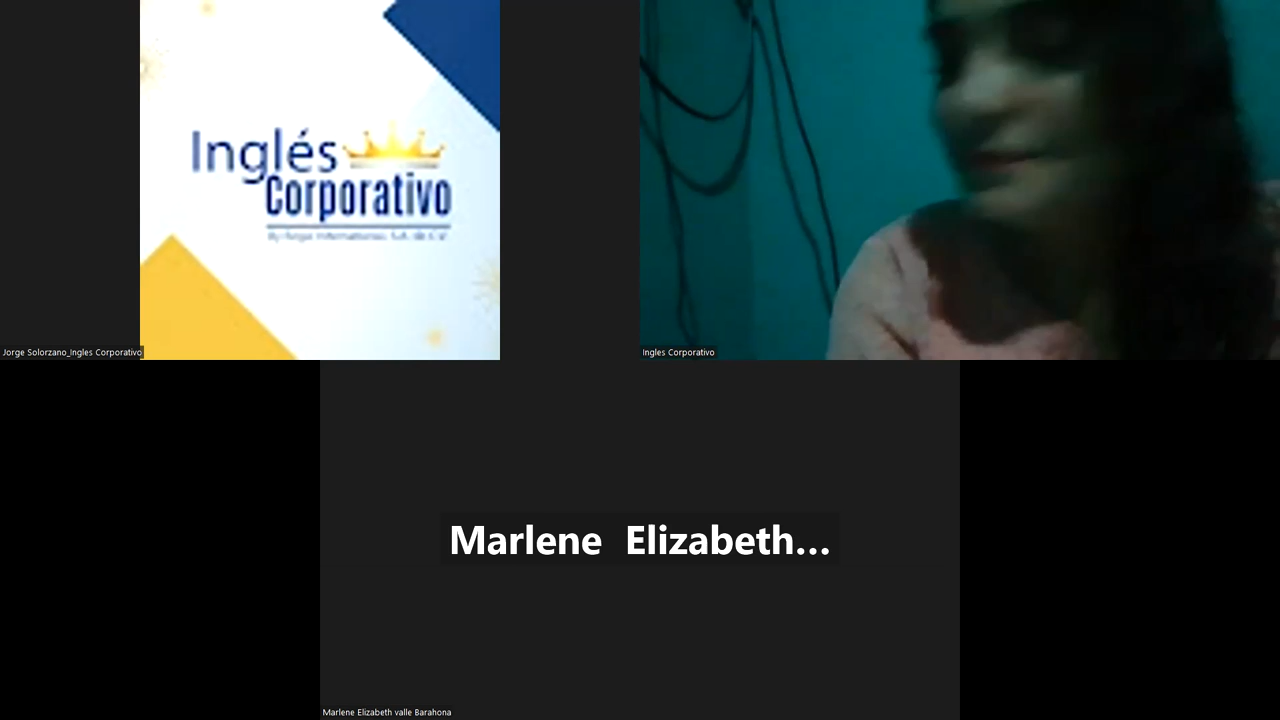 Inglés
Corporativo
Jorge Solorzano_Ingles Corporativo
Ingles Corporativo
Marlene Elizabeth...
Marlene Elizabeth valle Barahona